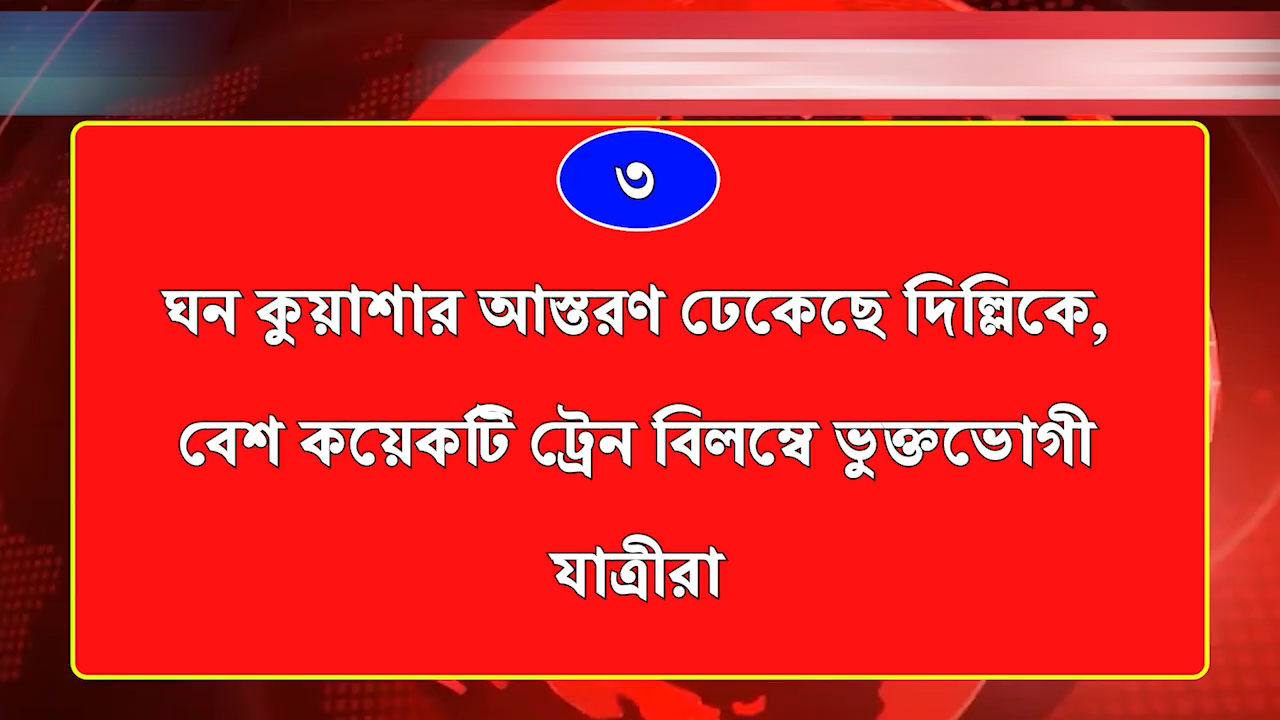 ৩
ঘন কুয়াশার আস্তরণ ঢেকেছে দিল্লিকে,
বেশ কয়েকটি ট্রেন বিলম্বে ভুক্তভোগী
যাত্রীরা